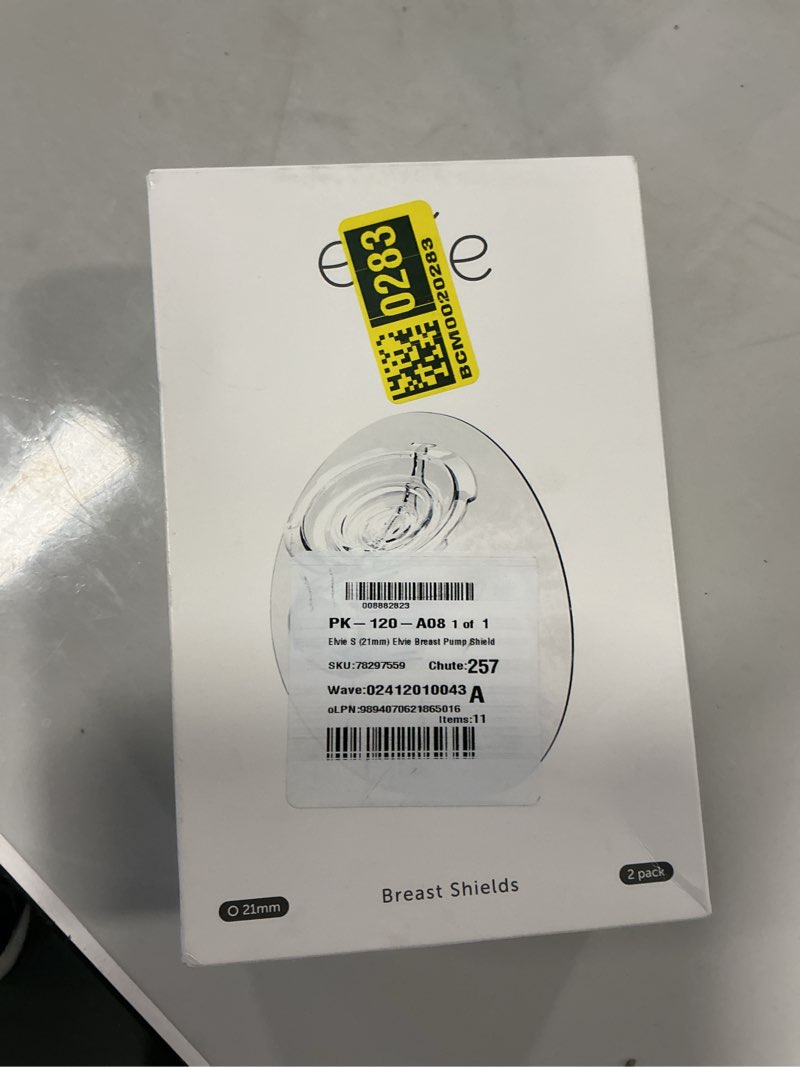 0283
BCM0020283
008882823
PK-120-A08 1 of 1
Elvie S (21mm) Elvie Breast Pump Shield
SKU:78297559 Chute:257
Wave:02412010043 A
oLPN:9894070621865016
Items:11
Breast Shields
2 pack
O 21mm